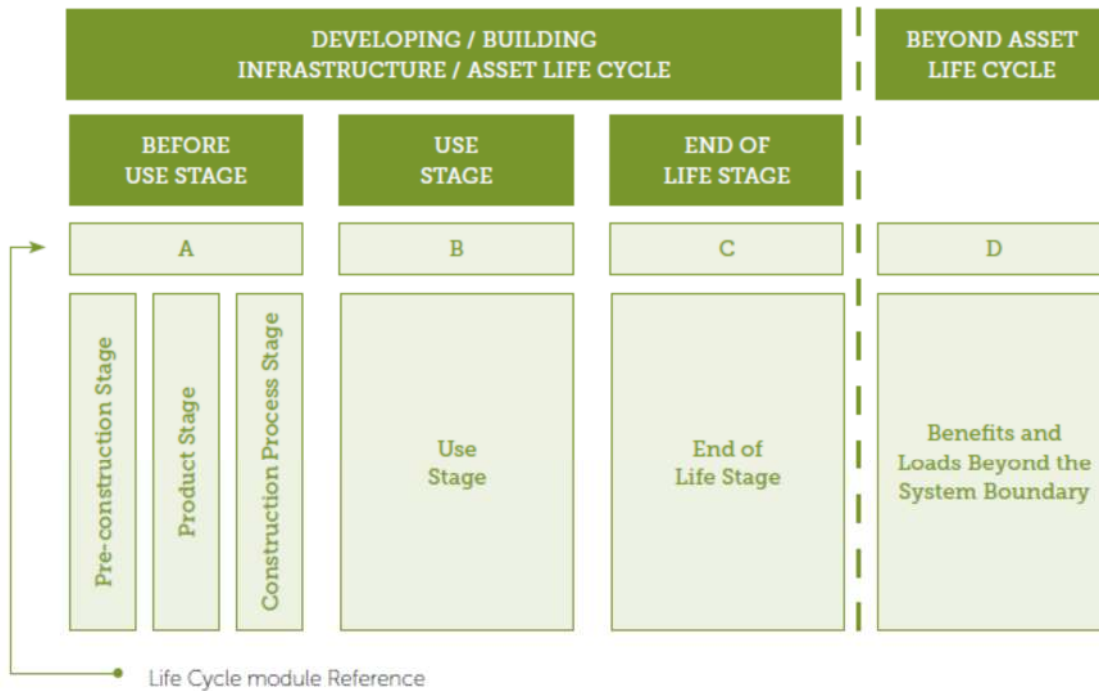 DEVELOPING / BUILDING
INFRASTRUCTURE / ASSET LIFE CYCLE
BEYOND ASSET
LIFE CYCLE
BEFORE
USE STAGE
USE
STAGE
END OF
LIFE STAGE
A
B
C
D
Pre-construction Stage
Product Stage
Construction Process Stage
Use
Stage
End of
Life Stage
Benefits and
Loads Beyond the
System Boundary
Life Cycle module Reference